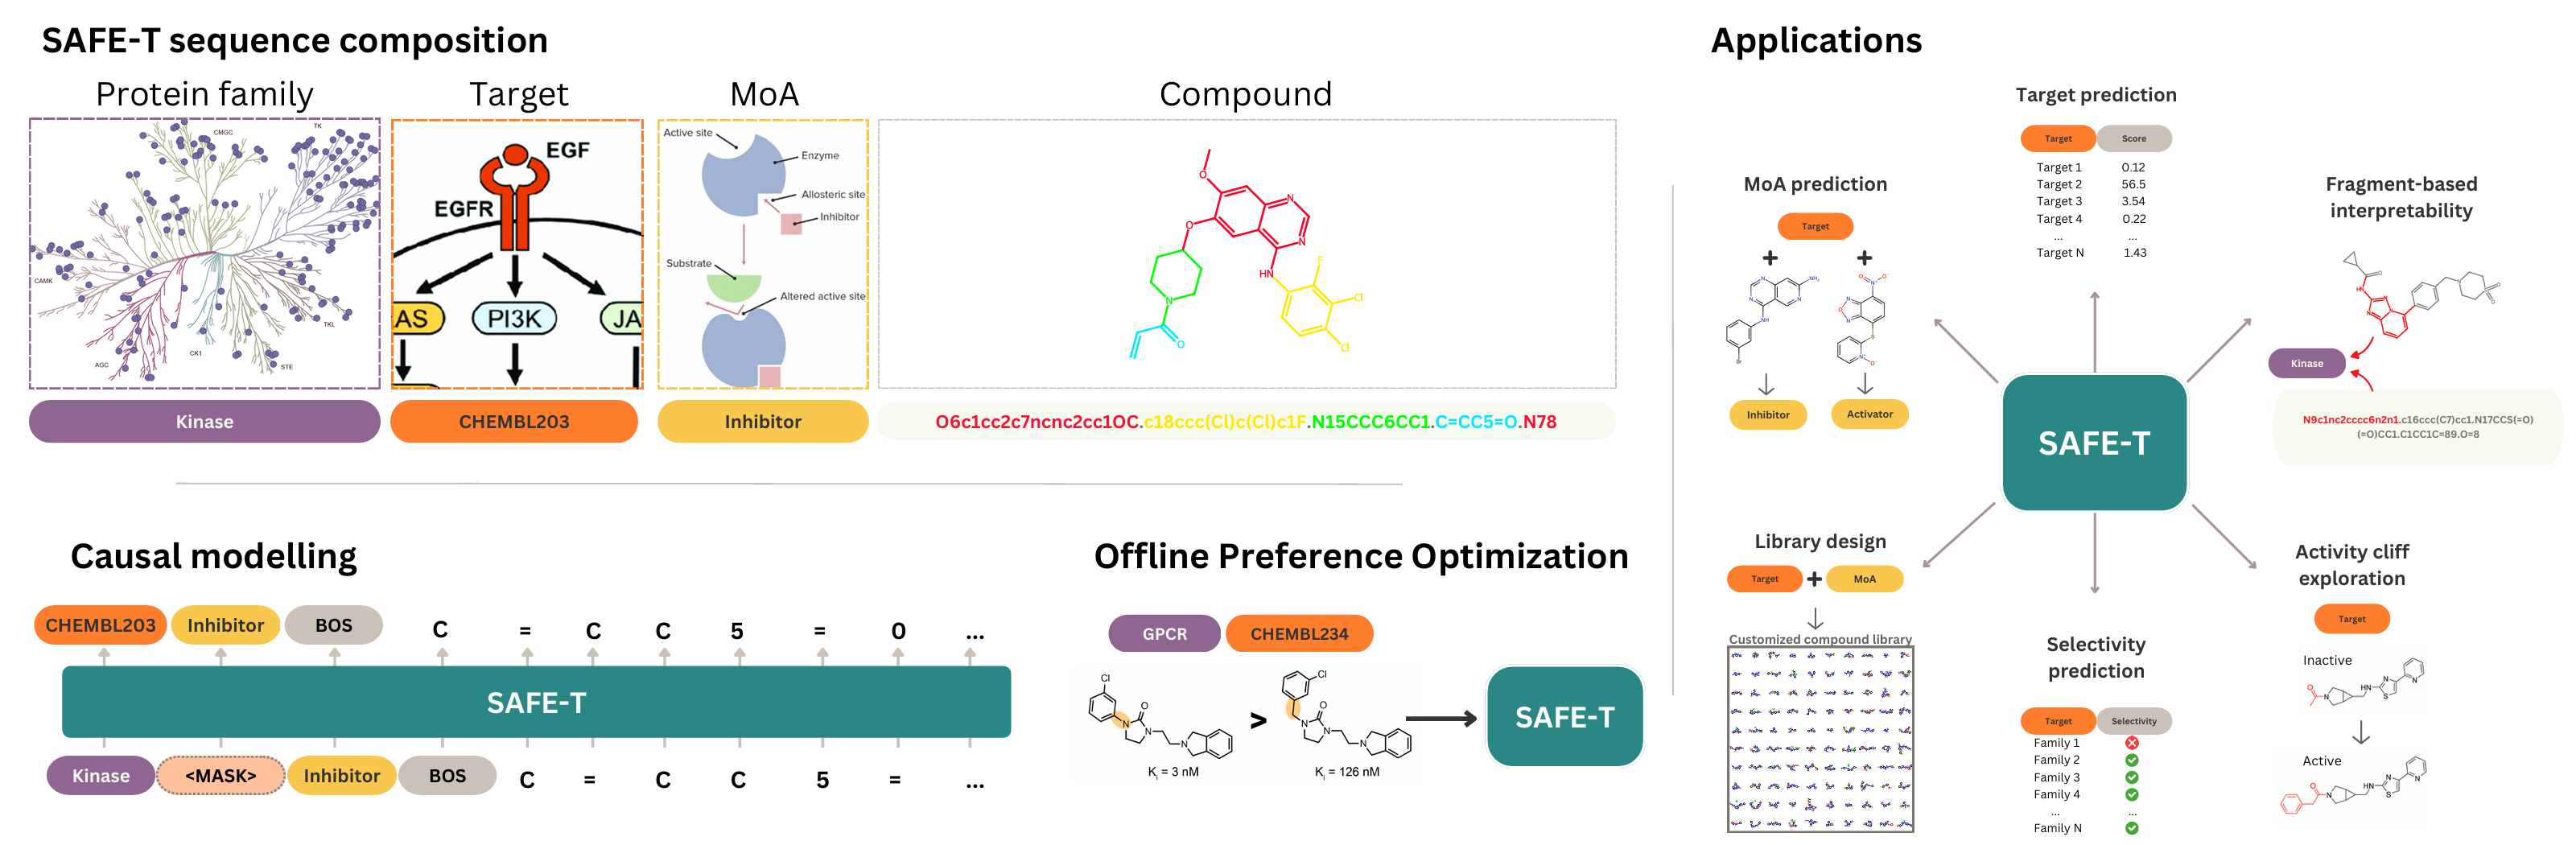 SAFE-T sequence composition
Protein family
Target
MoA
Compound
CMGC
TK
CAMK
TKL
AGC
CK1
STE
EGF
EGFR
AS
PI3K
JA
Active site
Enzyme
Allosteric site
Inhibitor
Substrate
Altered active site
O
O
N
N
HN
F
Cl
Cl
N
O
Kinase
CHEMBL203
Inhibitor
O6c1cc2c7ncnc2cc1OC.c18ccc(Cl)c(Cl)c1F.N15CCC6CC1.C=CC5=O.N78
Causal modelling
CHEMBL203 Inhibitor BOS C = C C 5 = O ...
SAFE-T
Kinase <MASK> Inhibitor BOS C = C C 5 = ...
Offline Preference Optimization
GPCR CHEMBL234
Cl
O
N
N
N
Ki = 3 nM
>
Cl
O
N
N
N
Ki = 126 nM
SAFE-T
Applications
MoA prediction
Target
+ +
Inhibitor
Activator
Target prediction
Target Score
Target 1 0.12
Target 2 56.5
Target 3 3.54
Target 4 0.22
... ...
Target N 1.43
Fragment-based
interpretability
Kinase
N9c1nc2cccc6n2n1.c16ccc(C7)cc1.N17CCS(=O)
(=O)CC1.C1CC1C=89.O=8
SAFE-T
Library design
Target + MoA
Customized compound library
Selectivity
prediction
Target Selectivity
Family 1
Family 2
Family 3
Family 4
... ...
Family N
Activity cliff
exploration
Target
Inactive
Active